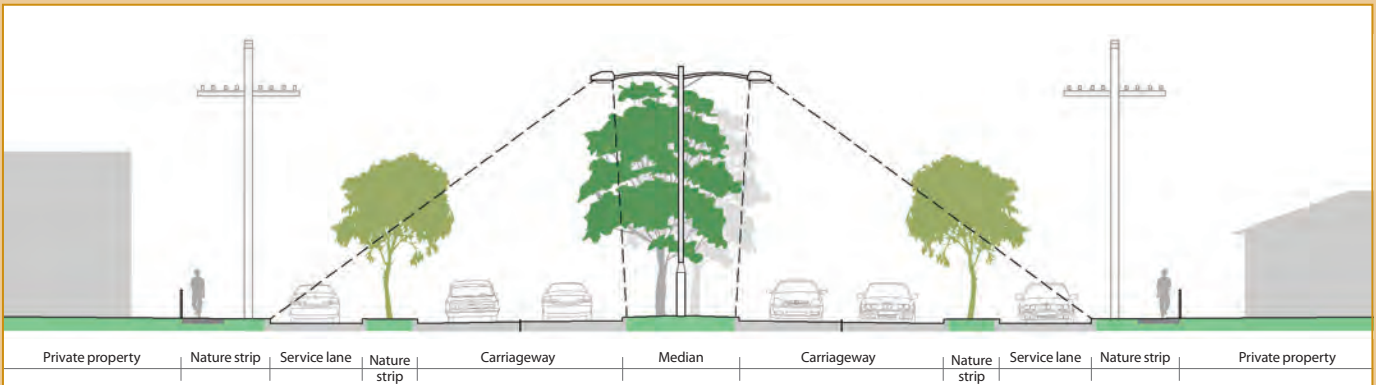 Private property
Nature strip
Service lane
Nature
strip
Carriageway
Median
Carriageway
Nature
strip
Service lane
Nature strip
Private property